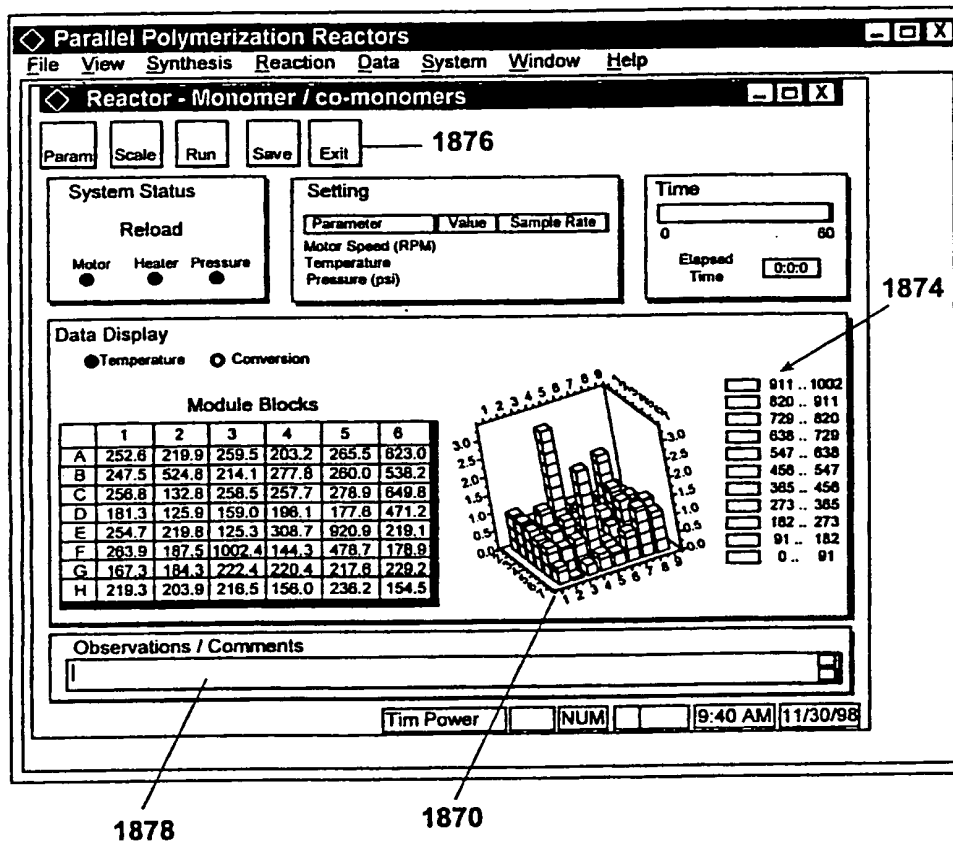 Parallel Polymerization Reactors
File View Synthesis Reaction Data System Window Help
Reactor - Monomer / co-monomers
X
X
Param Scale Run Save Exit
1876
System Status
Reload
Motor Heater Pressure
Setting
Parameter Value Sample Rate
Motor Speed (RPM)
Temperature
Pressure (psi)
Time
0 60
Elapsed Time 0:0:0
1874
Data Display
Temperature Conversion
Module Blocks
1 2 3 4 5 6
A 252.6 219.9 259.5 203.2 265.5 623.0
B 247.5 524.8 214.1 277.8 260.0 538.2
C 256.8 132.8 258.5 257.7 278.9 649.8
D 181.3 125.9 159.0 196.1 177.6 471.2
E 254.7 219.8 125.3 308.7 920.9 219.1
F 263.9 187.5 1002.4 144.3 478.7 178.9
G 167.3 184.3 222.4 220.4 217.6 229.2
H 219.3 203.9 216.5 156.0 236.2 154.5
1 2 3 4 5 6 7 8 9
3.0
2.5
2.0
1.5
1.0
0.5
0.0
3.0
2.5
2.0
1.5
1.0
0.5
0.0
1 2 3 4 5 6 7 8 9
911 .. 1002
820 .. 911
729 .. 820
638 .. 729
547 .. 638
456 .. 547
365 .. 456
273 .. 365
182 .. 273
91 .. 182
0 .. 91
Observations / Comments
Tim Power NUM 9:40 AM 11/30/98
1878
1870